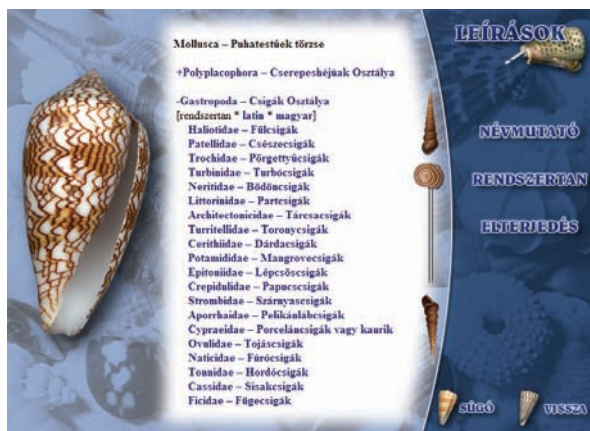 Mollusca – Puhatestűek törzse
+Polyplacophora – Cserepeshéjúak Osztálya
-Gastropoda – Csigák Osztálya
[rendszertan * latin * magyar]
Haliotidae – Fülcsigák
Patellidae – Csészecsigák
Trochidae – Pörgettyűcsigák
Turbinidae – Turbócsigák
Neritidae – Bödöncsigák
Littorinidae – Partcsigák
Architectonicidae – Tárcsacsigák
Turritellidae – Toronycsigák
Cerithiidae – Dárdacsigák
Potamididae – Mangrovecsigák
Epitoniidae – Lépcsőscsigák
Crepidulidae – Papucscsigák
Strombidae – Szárnyascsigák
Aporrhaidae – Pelikánlábcsigák
Cypraeidae – Porceláncsigák vagy kaurik
Ovulidae – Tojáscsigák
Naticidae – Fúrócsigák
Tonnidae – Hordócsigák
Cassidae – Sisakcsigák
Ficidae – Fügecsigák
LEÍRÁSOK
NÉVMUTATÓ
RENDSZERTAN
ELTERJEDÉS
SÚGÓ
VISSZA